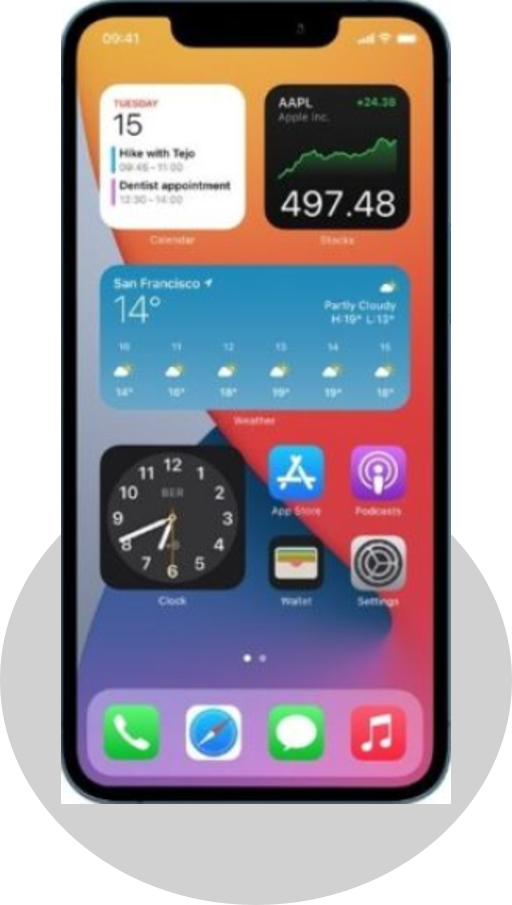 09:41
TUESDAY
15
Hike with Tejo
09:45 – 11:00
Dentist appointment
12:30 – 14:00
Calendar
AAPL +24.38
Apple Inc.
497.48
Stocks
San Francisco
14°
Partly Cloudy
H:19° L:13°
10 11 12 13 14 15
14° 16° 18° 19° 19° 18°
Weather
12
11 1
10 BER 2
9 3
8 4
7 5
6
Clock
App Store Podcasts
Wallet Settings